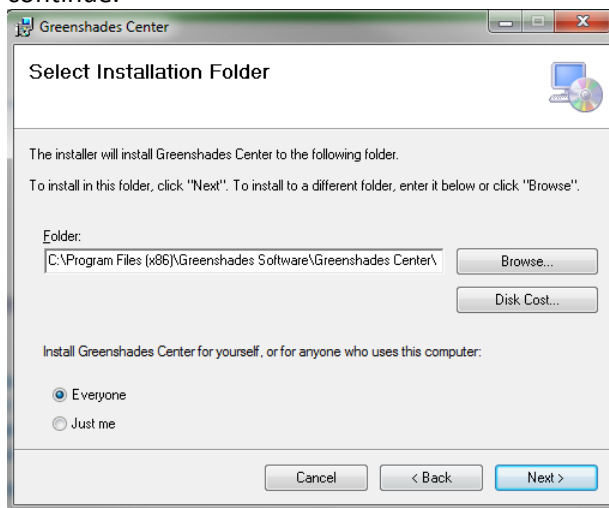 continue.
Greenshades Center
Select Installation Folder
The installer will install Greenshades Center to the following folder.
To install in this folder, click "Next". To install to a different folder, enter it below or click "Browse".
Folder:
C:\Program Files (x86)\Greenshades Software\Greenshades Center\
Browse...
Disk Cost...
Install Greenshades Center for yourself, or for anyone who uses this computer:
Everyone
Just me
Cancel
< Back
Next >